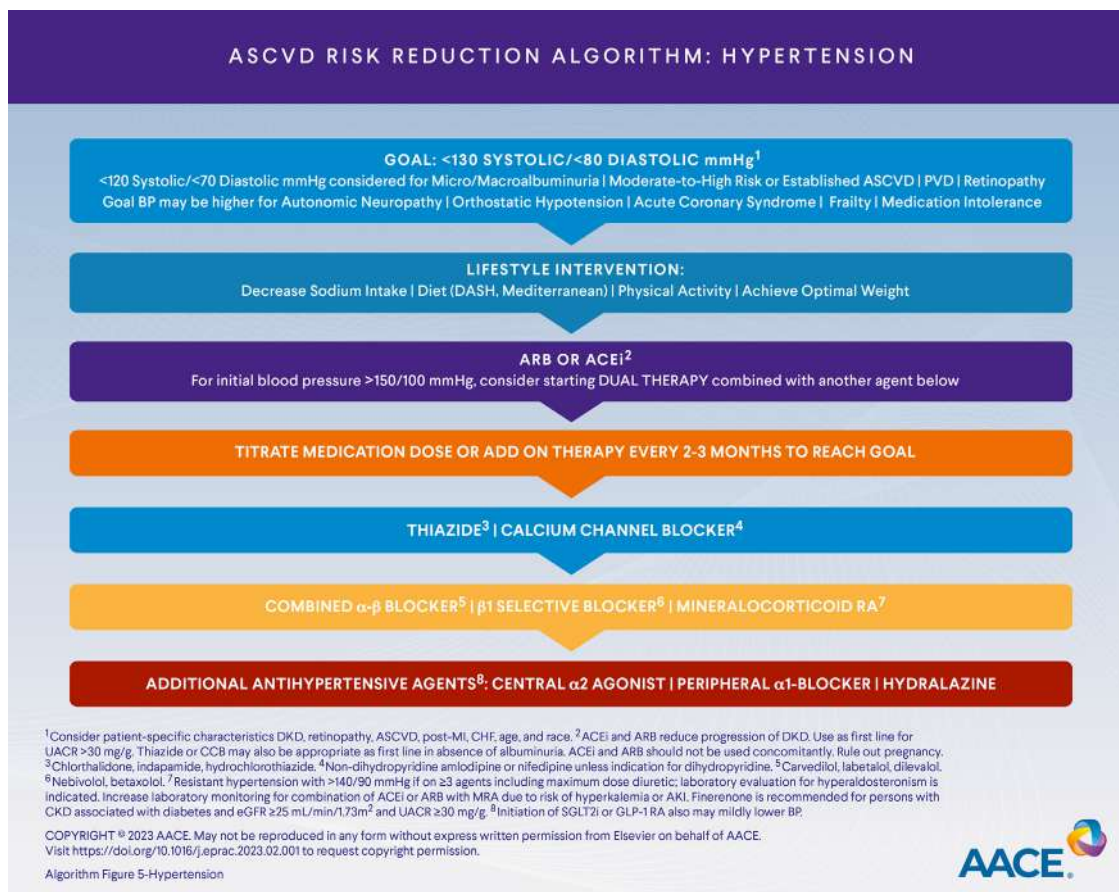 ASCVD RISK REDUCTION ALGORITHM: HYPERTENSION
GOAL: <130 SYSTOLIC/<80 DIASTOLIC mmHg¹
<120 Systolic/<70 Diastolic mmHg considered for Micro/Macroalbuminuria | Moderate-to-High Risk or Established ASCVD | PVD | Retinopathy
Goal BP may be higher for Autonomic Neuropathy | Orthostatic Hypotension | Acute Coronary Syndrome | Frailty | Medication Intolerance
LIFESTYLE INTERVENTION:
Decrease Sodium Intake | Diet (DASH, Mediterranean) | Physical Activity | Achieve Optimal Weight
ARB OR ACEi²
For initial blood pressure >150/100 mmHg, consider starting DUAL THERAPY combined with another agent below
TITRATE MEDICATION DOSE OR ADD ON THERAPY EVERY 2-3 MONTHS TO REACH GOAL
THIAZIDE³ | CALCIUM CHANNEL BLOCKER⁴
COMBINED α-β BLOCKER⁵ | β1 SELECTIVE BLOCKER⁶ | MINERALOCORTICOID RA⁷
ADDITIONAL ANTIHYPERTENSIVE AGENTS⁸: CENTRAL α2 AGONIST | PERIPHERAL α1-BLOCKER | HYDRALAZINE
¹Consider patient-specific characteristics DKD, retinopathy, ASCVD, post-MI, CHF, age, and race. ²ACEi and ARB reduce progression of DKD. Use as first line for
UACR >30 mg/g. Thiazide or CCB may also be appropriate as first line in absence of albuminuria. ACEi and ARB should not be used concomitantly. Rule out pregnancy.
³Chlorthalidone, indapamide, hydrochlorothiazide. ⁴Non-dihydropyridine amlodipine or nifedipine unless indication for dihydropyridine. ⁵Carvedilol, labetalol, dilevalol.
⁶Nebivolol, betaxolol. ⁷Resistant hypertension with >140/90 mmHg if on ≥3 agents including maximum dose diuretic; laboratory evaluation for hyperaldosteronism is
indicated. Increase laboratory monitoring for combination of ACEi or ARB with MRA due to risk of hyperkalemia or AKI. Finerenone is recommended for persons with
CKD associated with diabetes and eGFR ≥25 mL/min/1.73m² and UACR ≥30 mg/g. ⁸Initiation of SGLT2i or GLP-1 RA also may mildly lower BP.
COPYRIGHT © 2023 AACE. May not be reproduced in any form without express written permission from Elsevier on behalf of AACE.
Visit https://doi.org/10.1016/j.eprac.2023.02.001 to request copyright permission.
Algorithm Figure 5-Hypertension
AACE®